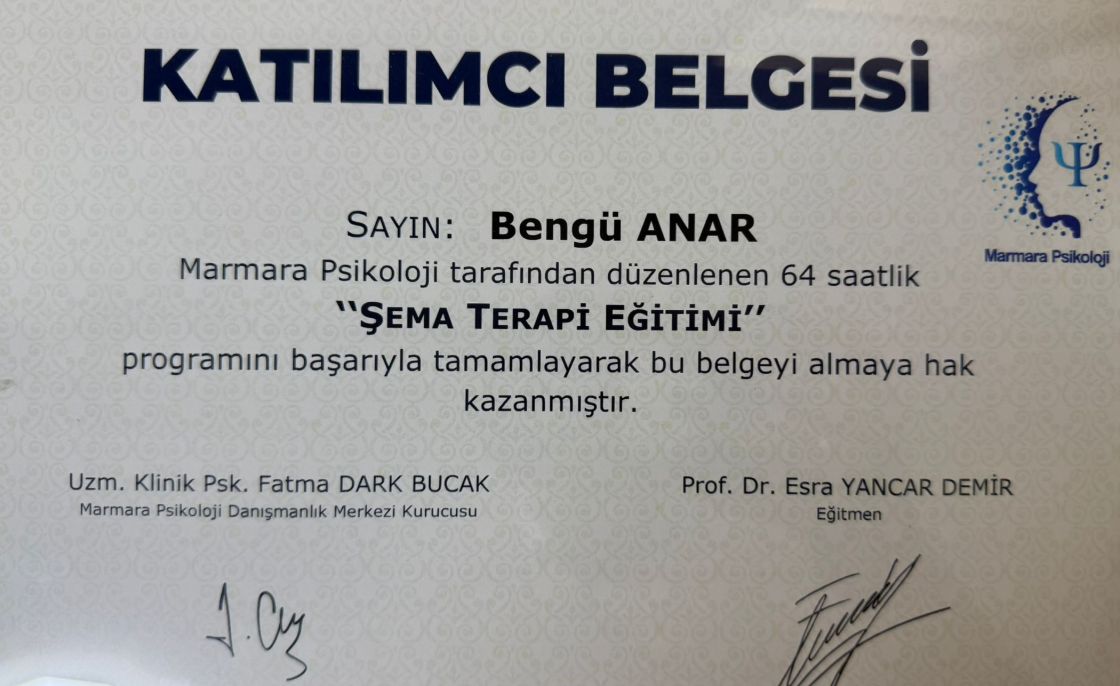 KATILIMCI BELGESİ
Marmara Psikoloji
SAYIN: Bengü ANAR
Marmara Psikoloji tarafından düzenlenen 64 saatlik
‘‘ŞEMA TERAPİ EĞİTİMİ’’
programını başarıyla tamamlayarak bu belgeyi almaya hak
kazanmıştır.
Uzm. Klinik Psk. Fatma DARK BUCAK
Marmara Psikoloji Danışmanlık Merkezi Kurucusu
Prof. Dr. Esra YANCAR DEMİR
Eğitmen